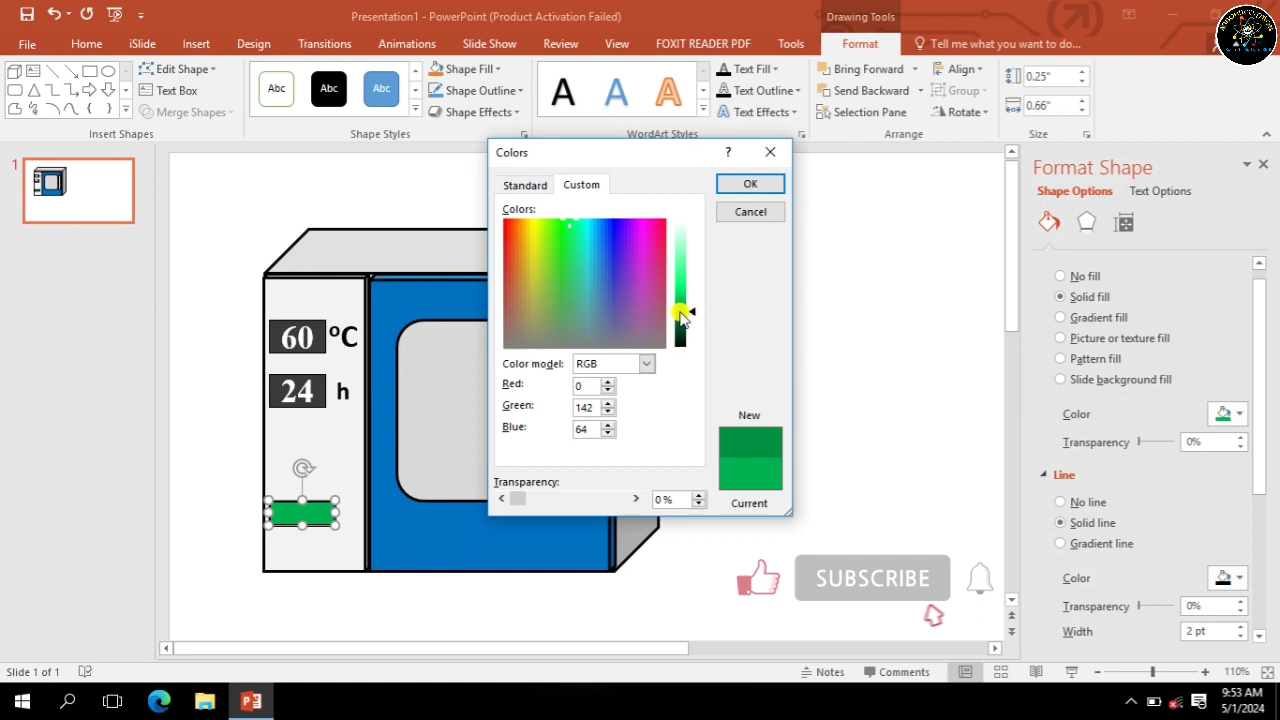 Presentation1 - PowerPoint (Product Activation Failed)
Drawing Tools
File
Home
iSlide
Insert
Design
Transitions
Animations
Slide Show
Review
View
FOXIT READER PDF
Tools
Format
Tell me what you want to do...
Edit Shape
Text Box
Merge Shapes
Insert Shapes
Abc
Abc
Abc
Shape Fill
Shape Outline
Shape Effects
Shape Styles
A
A
A
Text Fill
Text Outline
Text Effects
WordArt Styles
Bring Forward
Send Backward
Selection Pane
Align
Group
Rotate
Arrange
0.25"
0.66"
Size
1
60
°C
24
h
Colors
?
Standard
Custom
OK
Cancel
Colors:
Color model:
RGB
Red:
0
Green:
142
Blue:
64
Transparency:
0 %
New
Current
Format Shape
Shape Options
Text Options
No fill
Solid fill
Gradient fill
Picture or texture fill
Pattern fill
Slide background fill
Color
Transparency
0%
Line
No line
Solid line
Gradient line
Color
Transparency
0%
Width
2 pt
SUBSCRIBE
Slide 1 of 1
Notes
Comments
110%
9:53 AM
5/1/2024